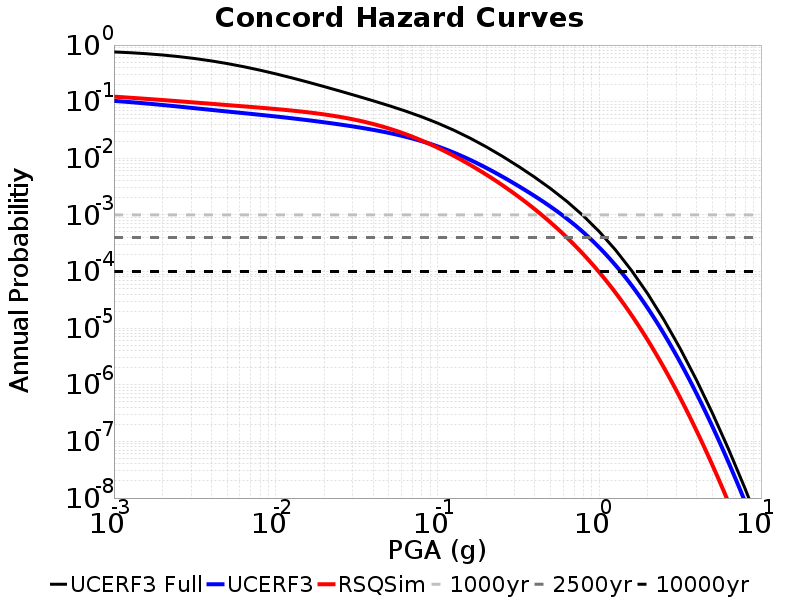 Concord Hazard Curves
Annual Probabilitiy
10^0
10^-1
10^-2
10^-3
10^-4
10^-5
10^-6
10^-7
10^-8
10^-3 10^-2 10^-1 10^0 10^1
PGA (g)
UCERF3 Full UCERF3 RSQSim 1000yr 2500yr 10000yr